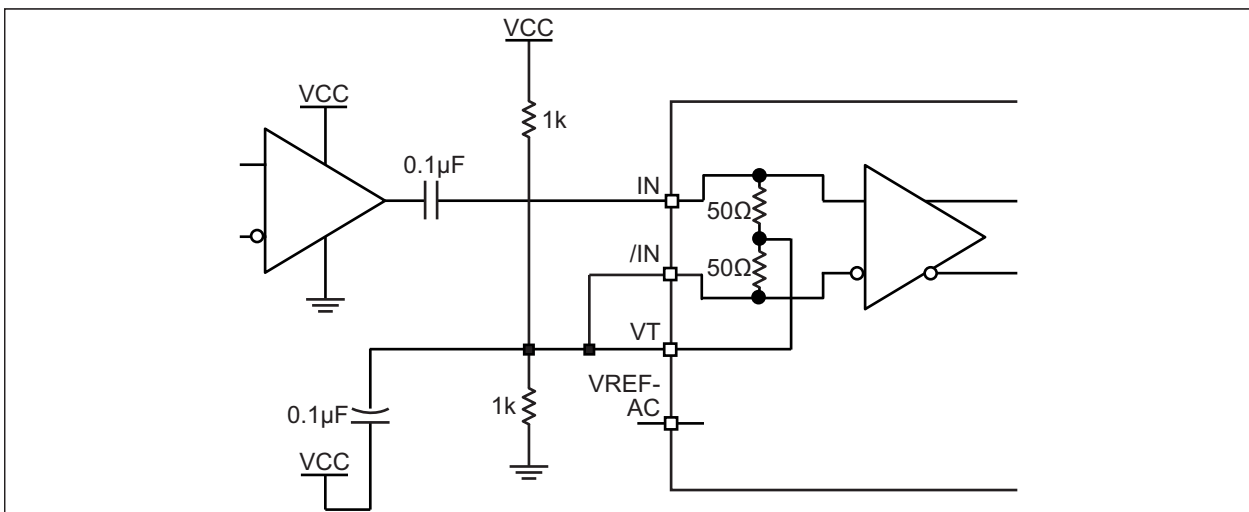 VCC
VCC
1k
0.1µF
IN
50Ω
/IN
50Ω
VT
VREF-
AC
1k
0.1µF
VCC